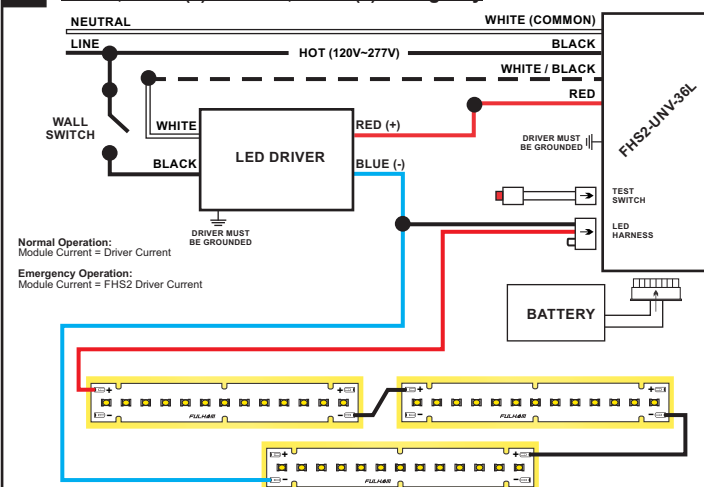 NEUTRAL
WHITE (COMMON)
LINE
HOT (120V~277V)
BLACK
WHITE / BLACK
RED
FHS2-UNV-36L
WALL
SWITCH
WHITE
BLACK
LED DRIVER
RED (+)
BLUE (-)
DRIVER MUST
BE GROUNDED
DRIVER MUST
BE GROUNDED
TEST
SWITCH
LED
HARNESS
Normal Operation:
Module Current = Driver Current
Emergency Operation:
Module Current = FHS2 Driver Current
BATTERY
+ +
- -
FULHAM
+ +
- -
FULHAM
+ +
- -
FULHAM